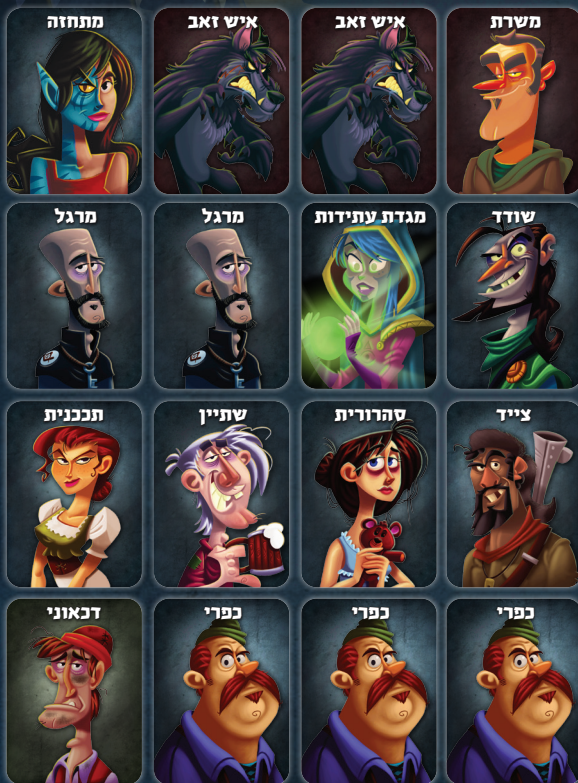 משרת
איש זאב
איש זאב
מתחזה
שודד
מגדת עתידות
מרגל
מרגל
צייד
סהרורית
שתיין
תככנית
כפרי
כפרי
כפרי
דכאוני